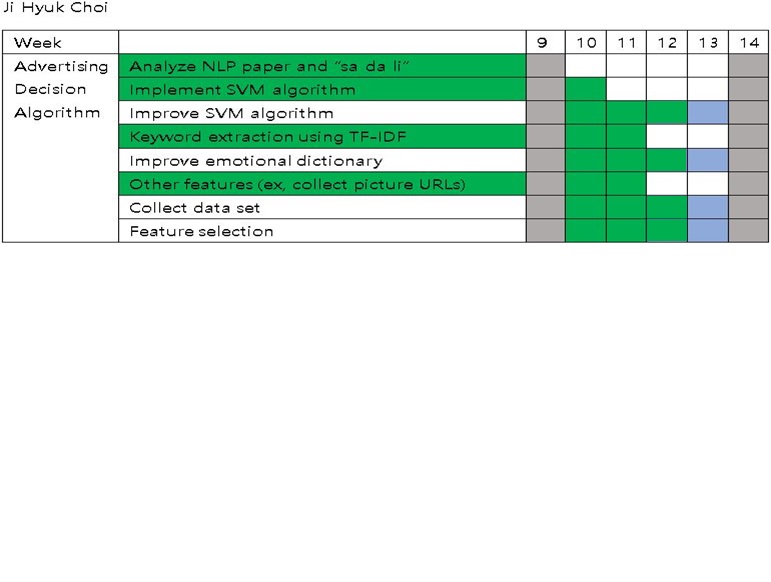 Ji Hyuk Choi
Week 9 10 11 12 13 14
Advertising Analyze NLP paper and "sa da li"
Decision Implement SVM algorithm
Algorithm Improve SVM algorithm
Keyword extraction using TF-IDF
Improve emotional dictionary
Other features (ex, collect picture URLs)
Collect data set
Feature selection